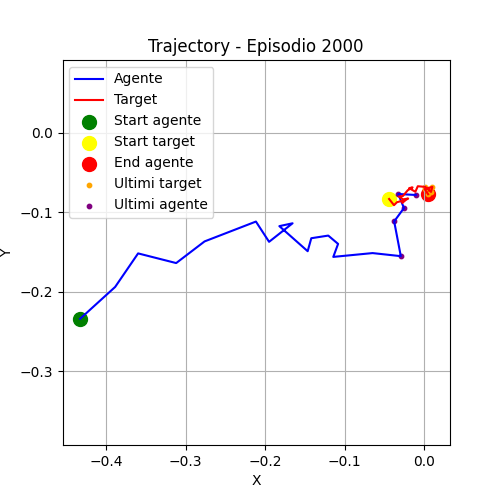 Trajectory - Episodio 2000
Agente
Target
Start agente
Start target
End agente
Ultimi target
Ultimi agente
Y
0.0
−0.1
−0.2
−0.3
−0.4
−0.3
−0.2
−0.1
0.0
X